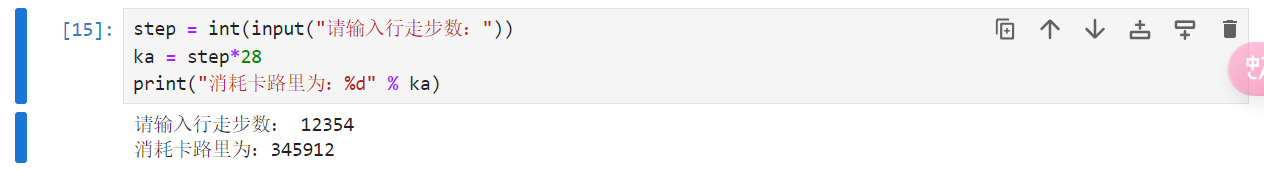 [15]:
step = int(input("请输入行走步数："))
ka = step*28
print("消耗卡路里为：%d" % ka)
请输入行走步数： 12354
消耗卡路里为：345912
中